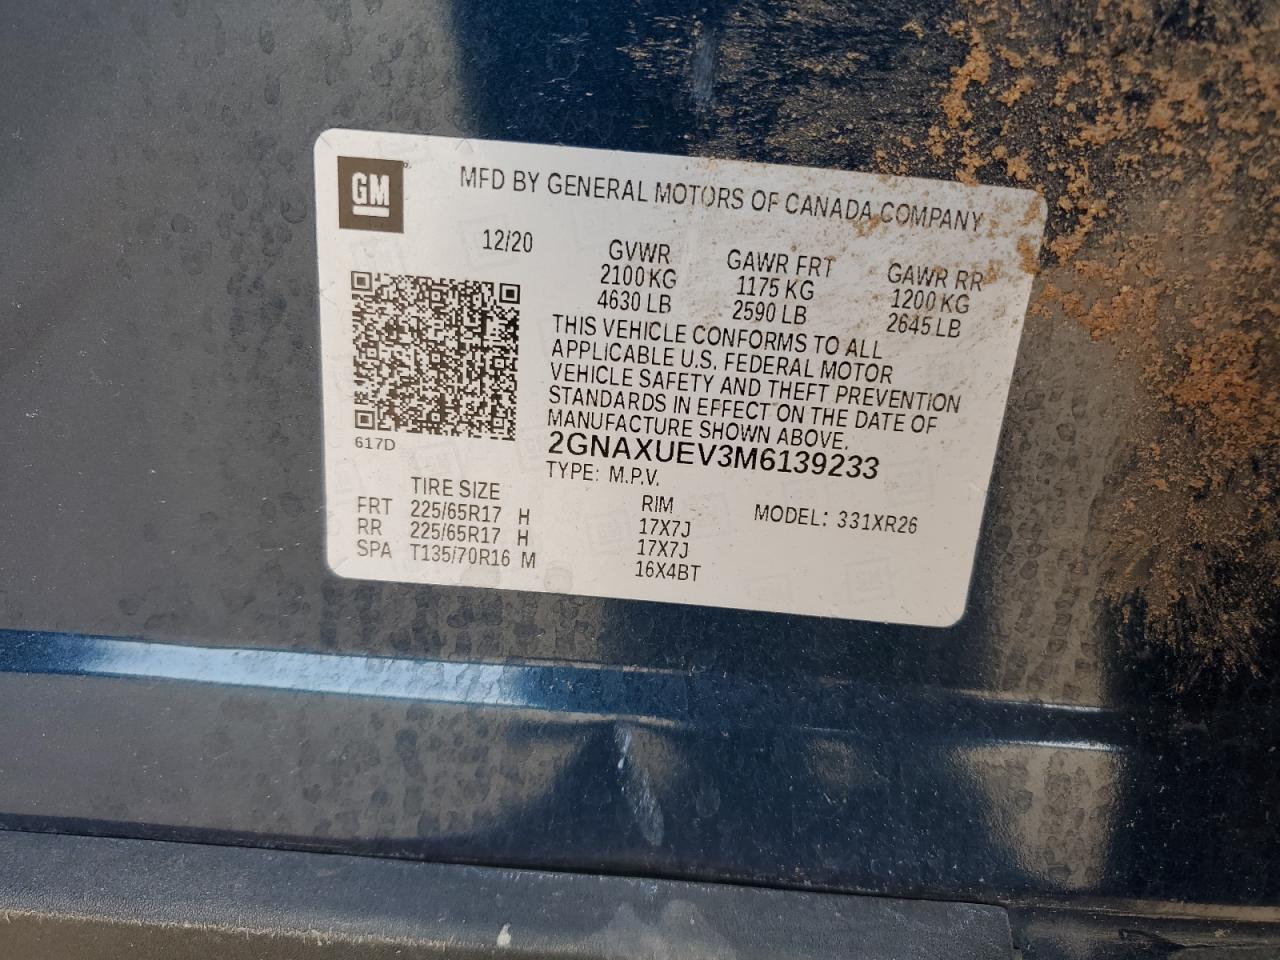 GM
MFD BY GENERAL MOTORS OF CANADA COMPANY
12/20
GVWR GAWR FRT GAWR RR
2100 KG 1175 KG 1200 KG
4630 LB 2590 LB 2645 LB
THIS VEHICLE CONFORMS TO ALL
APPLICABLE U.S. FEDERAL MOTOR
VEHICLE SAFETY AND THEFT PREVENTION
STANDARDS IN EFFECT ON THE DATE OF
MANUFACTURE SHOWN ABOVE.
617D
2GNAXUEV3M6139233
TYPE: M.P.V.
TIRE SIZE RIM MODEL: 331XR26
FRT 225/65R17 H 17X7J
RR 225/65R17 H 17X7J
SPA T135/70R16 M 16X4BT